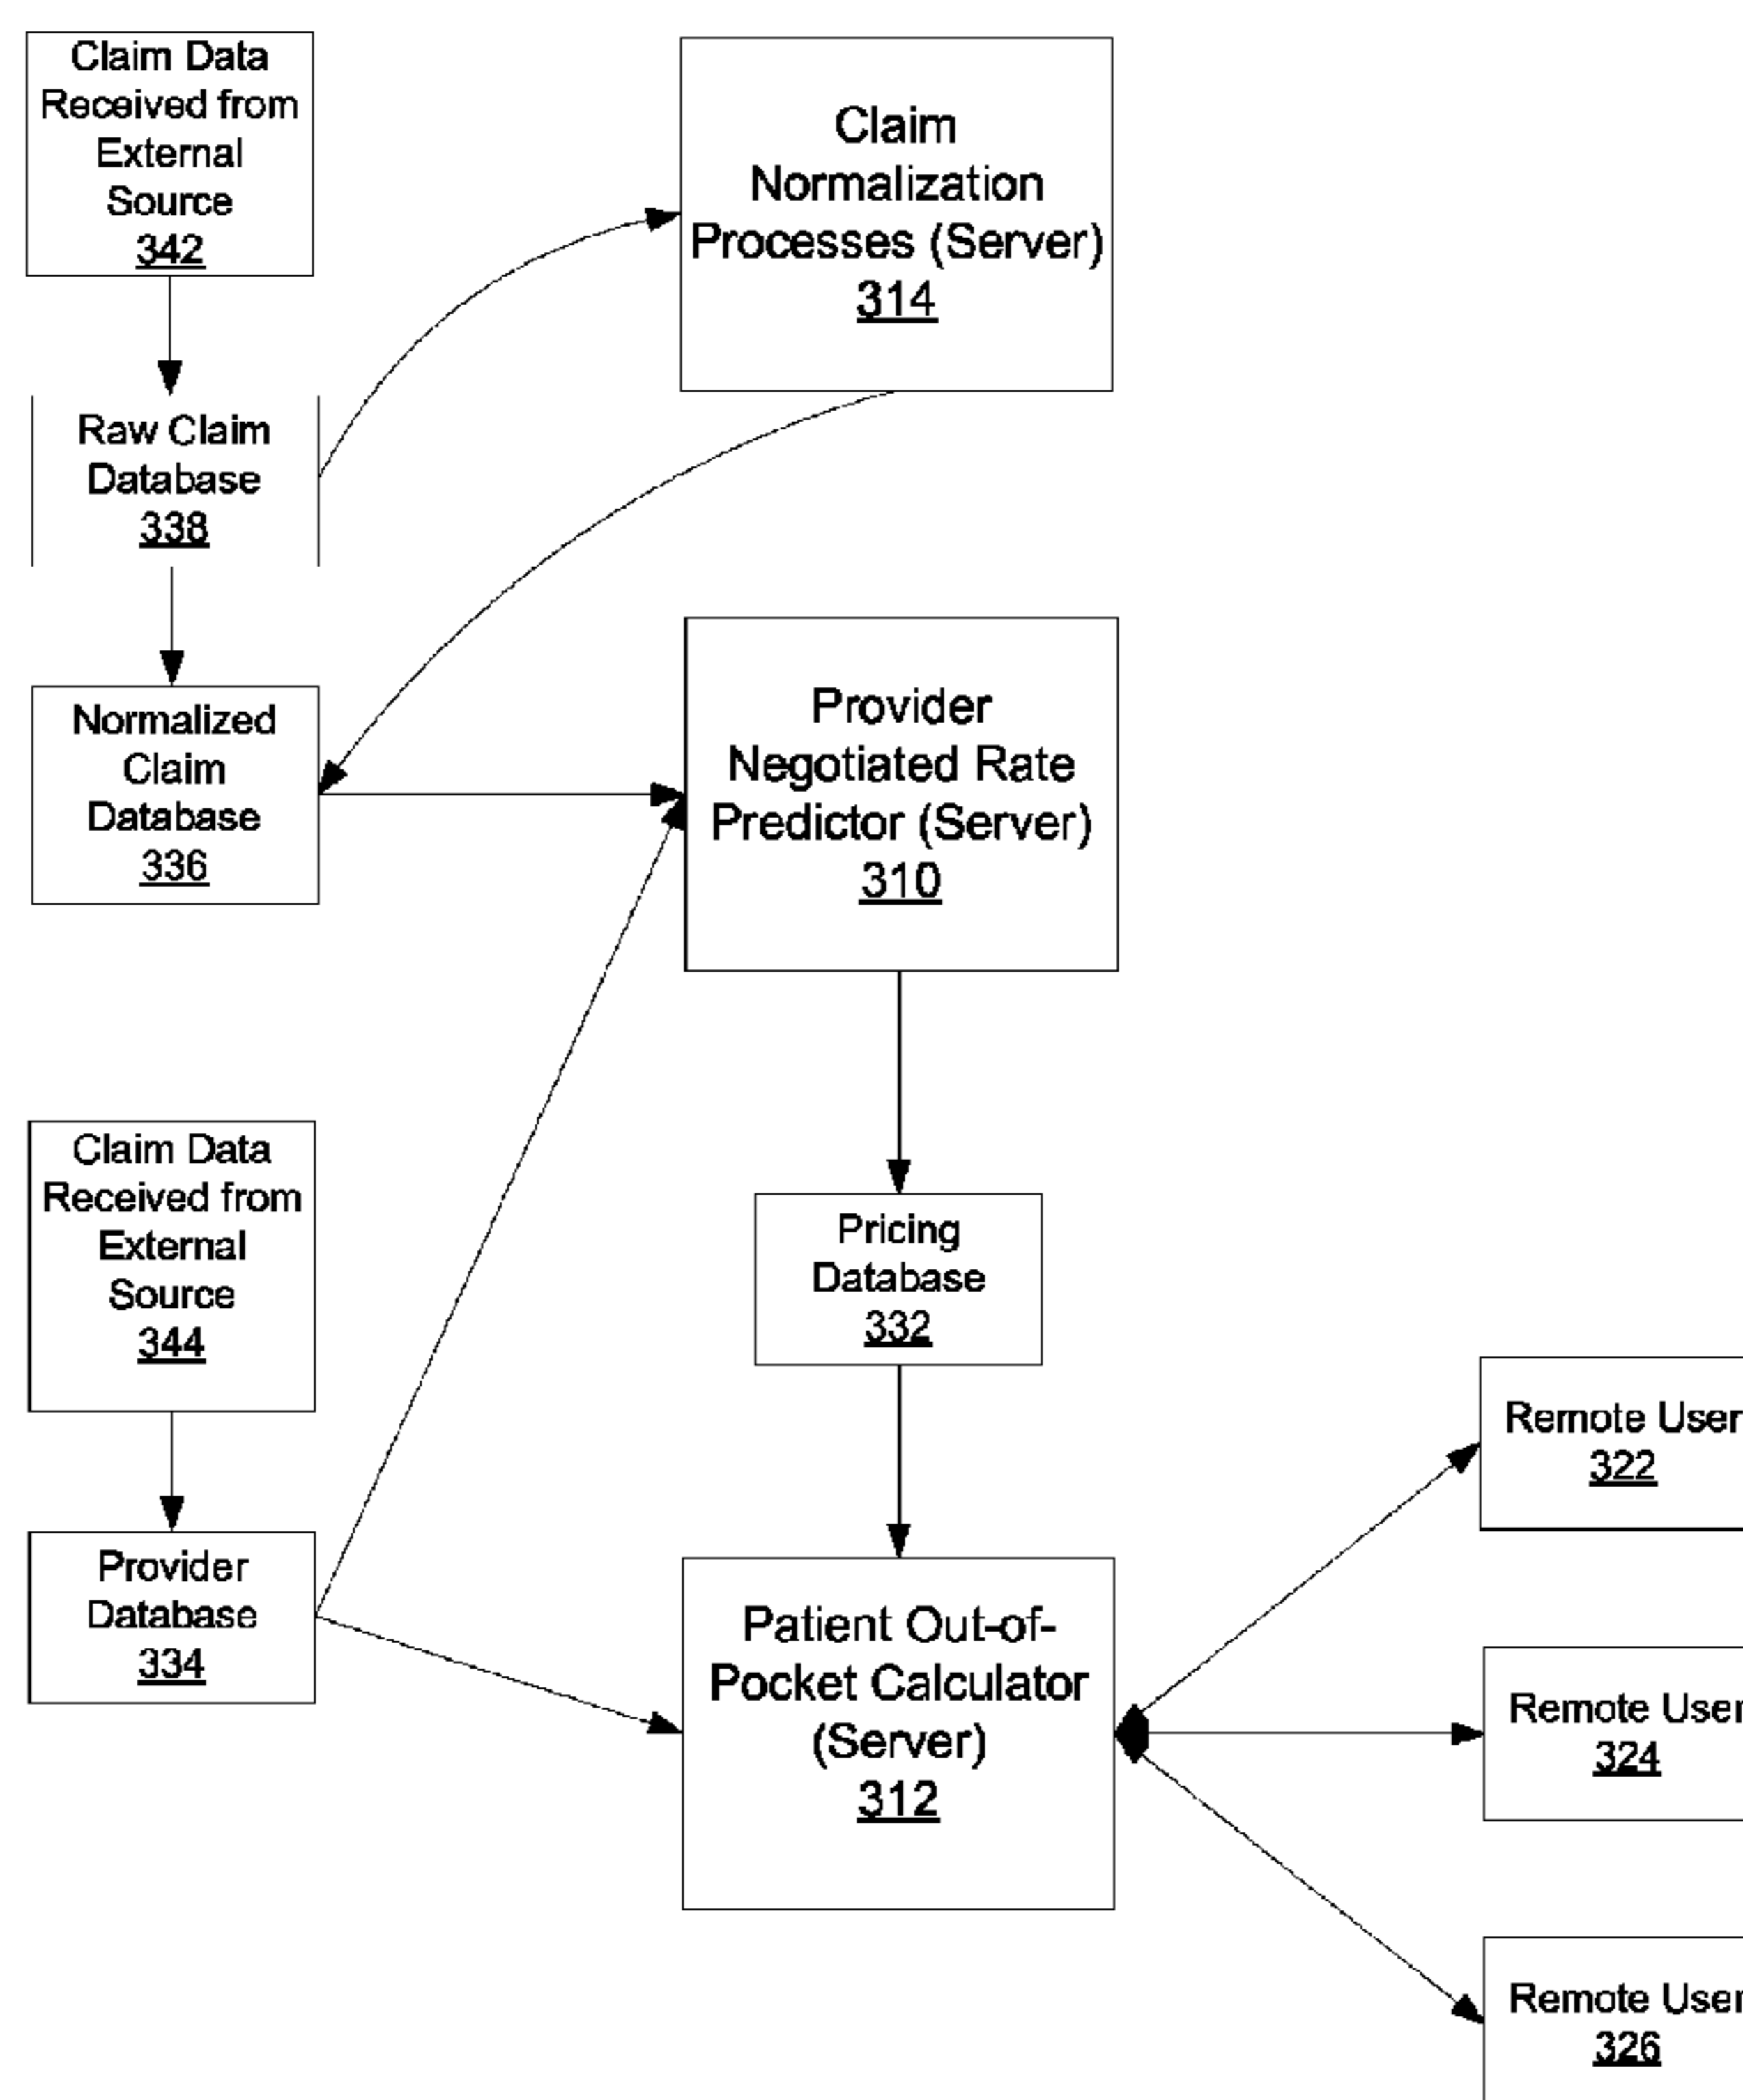 Claim Data
Received from
External
Source
342
Claim
Normalization
Processes (Server)
314
Raw Claim
Database
338
Normalized
Claim
Database
336
Provider
Negotiated Rate
Predictor (Server)
310
Claim Data
Received from
External
Source
344
Pricing
Database
332
Remote User
322
Provider
Database
334
Patient Out-of-
Pocket Calculator
(Server)
312
Remote User
324
Remote User
326